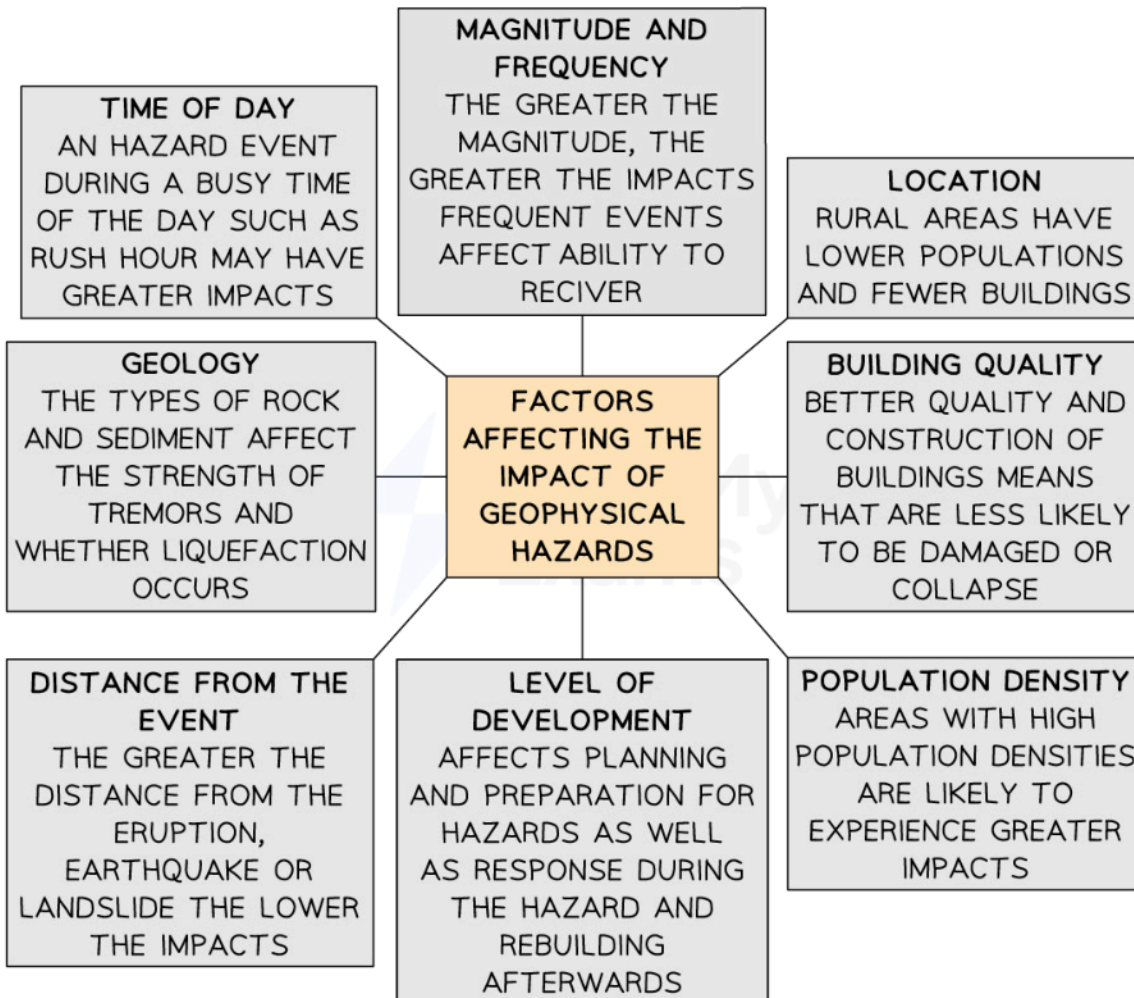 MAGNITUDE AND
FREQUENCY
THE GREATER THE
MAGNITUDE, THE
GREATER THE IMPACTS
FREQUENT EVENTS
AFFECT ABILITY TO
RECIVER
TIME OF DAY
AN HAZARD EVENT
DURING A BUSY TIME
OF THE DAY SUCH AS
RUSH HOUR MAY HAVE
GREATER IMPACTS
LOCATION
RURAL AREAS HAVE
LOWER POPULATIONS
AND FEWER BUILDINGS
GEOLOGY
THE TYPES OF ROCK
AND SEDIMENT AFFECT
THE STRENGTH OF
TREMORS AND
WHETHER LIQUEFACTION
OCCURS
FACTORS
AFFECTING THE
IMPACT OF
GEOPHYSICAL
HAZARDS
BUILDING QUALITY
BETTER QUALITY AND
CONSTRUCTION OF
BUILDINGS MEANS
THAT ARE LESS LIKELY
TO BE DAMAGED OR
COLLAPSE
DISTANCE FROM THE
EVENT
THE GREATER THE
DISTANCE FROM THE
ERUPTION,
EARTHQUAKE OR
LANDSLIDE THE LOWER
THE IMPACTS
LEVEL OF
DEVELOPMENT
AFFECTS PLANNING
AND PREPARATION FOR
HAZARDS AS WELL
AS RESPONSE DURING
THE HAZARD AND
REBUILDING
AFTERWARDS
POPULATION DENSITY
AREAS WITH HIGH
POPULATION DENSITIES
ARE LIKELY TO
EXPERIENCE GREATER
IMPACTS